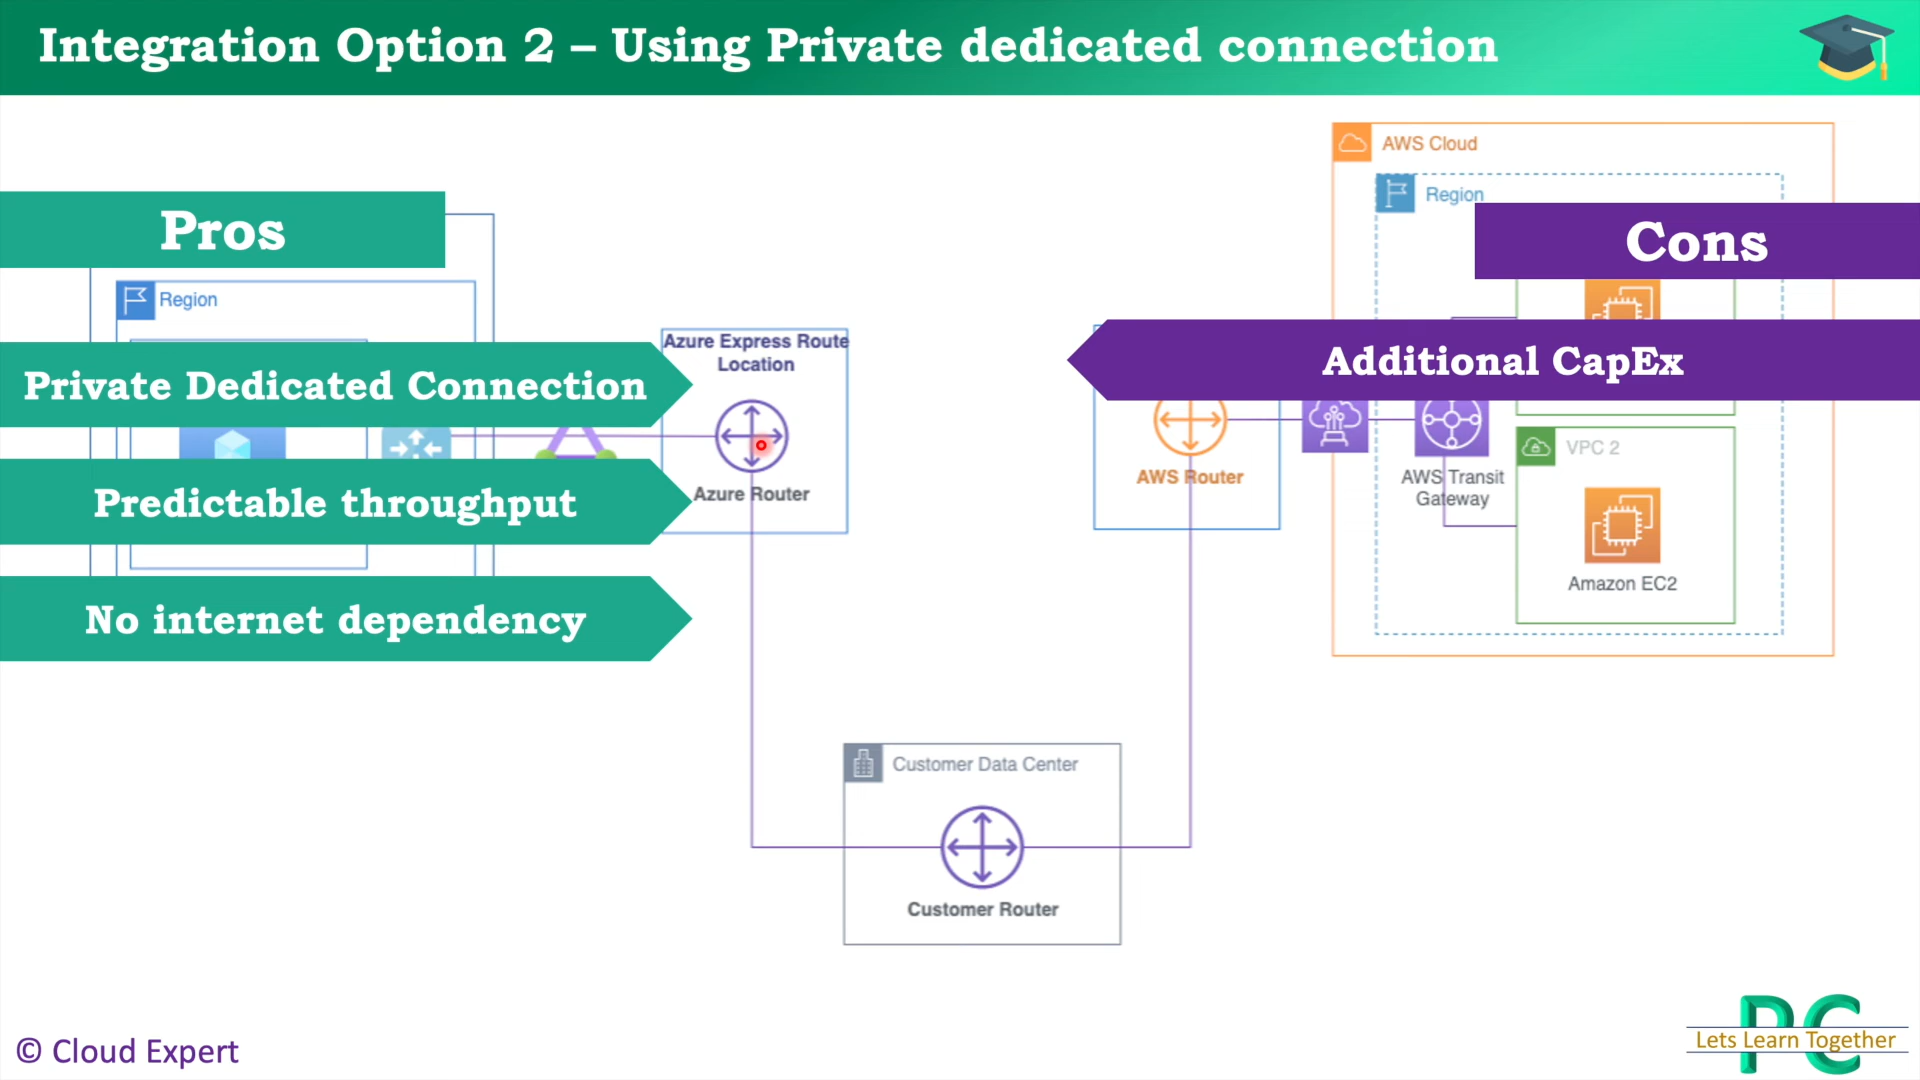 Integration Option 2 – Using Private dedicated connection
Pros
Region
Private Dedicated Connection
Predictable throughput
No internet dependency
Azure Express Route
Location
Azure Router
AWS Cloud
Region
Cons
Additional CapEx
AWS Router
AWS Transit
Gateway
VPC 2
Amazon EC2
Customer Data Center
Customer Router
© Cloud Expert
PC
Lets Learn Together